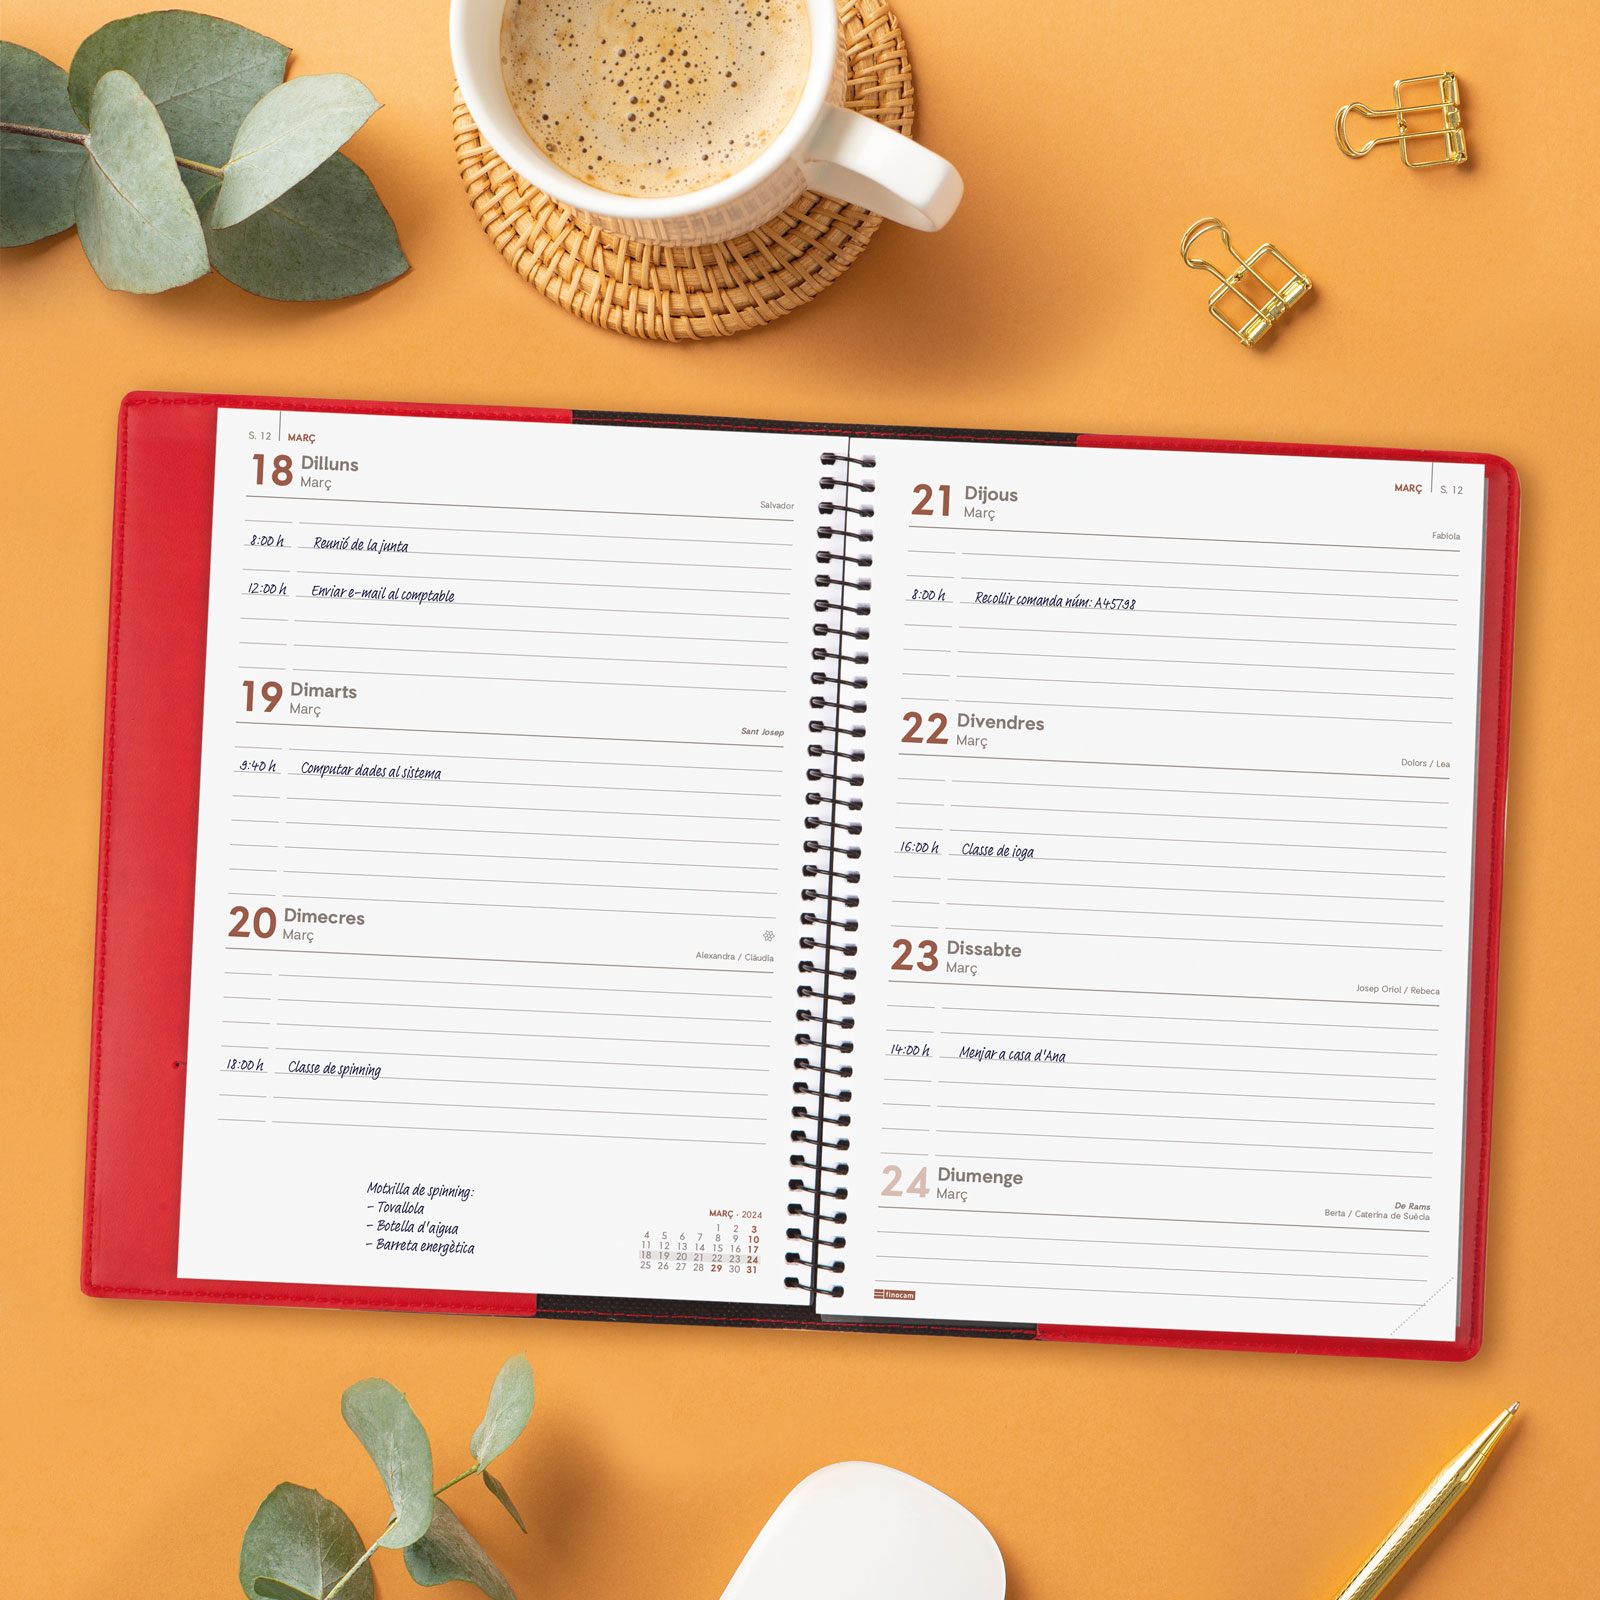 S. 12 MARÇ
18 Dilluns
Març
Salvador
8:00 h Reunió de la junta
12:00 h Enviar e-mail al comptable
19 Dimarts
Març
Sant Josep
9:40 h Computar dades al sistema
20 Dimecres
Març
Alexandra / Clàudia
18:00 h Classe de spinning
Motxilla de spinning:
- Tovallola
- Botella d'aigua
- Barreta energètica
MARÇ · 2024
1 2 3
4 5 6 7 8 9 10
11 12 13 14 15 16 17
18 19 20 21 22 23 24
25 26 27 28 29 30 31
MARÇ S. 12
21 Dijous
Març
Fabiola
8:00 h Recollir comanda núm: A45798
22 Divendres
Març
Dolors / Lea
16:00 h Classe de ioga
23 Dissabte
Març
Josep Oriol / Rebeca
14:00 h Menjar a casa d'Ana
24 Diumenge
Març
De Rams
Berta / Caterina de Suècia
finocam